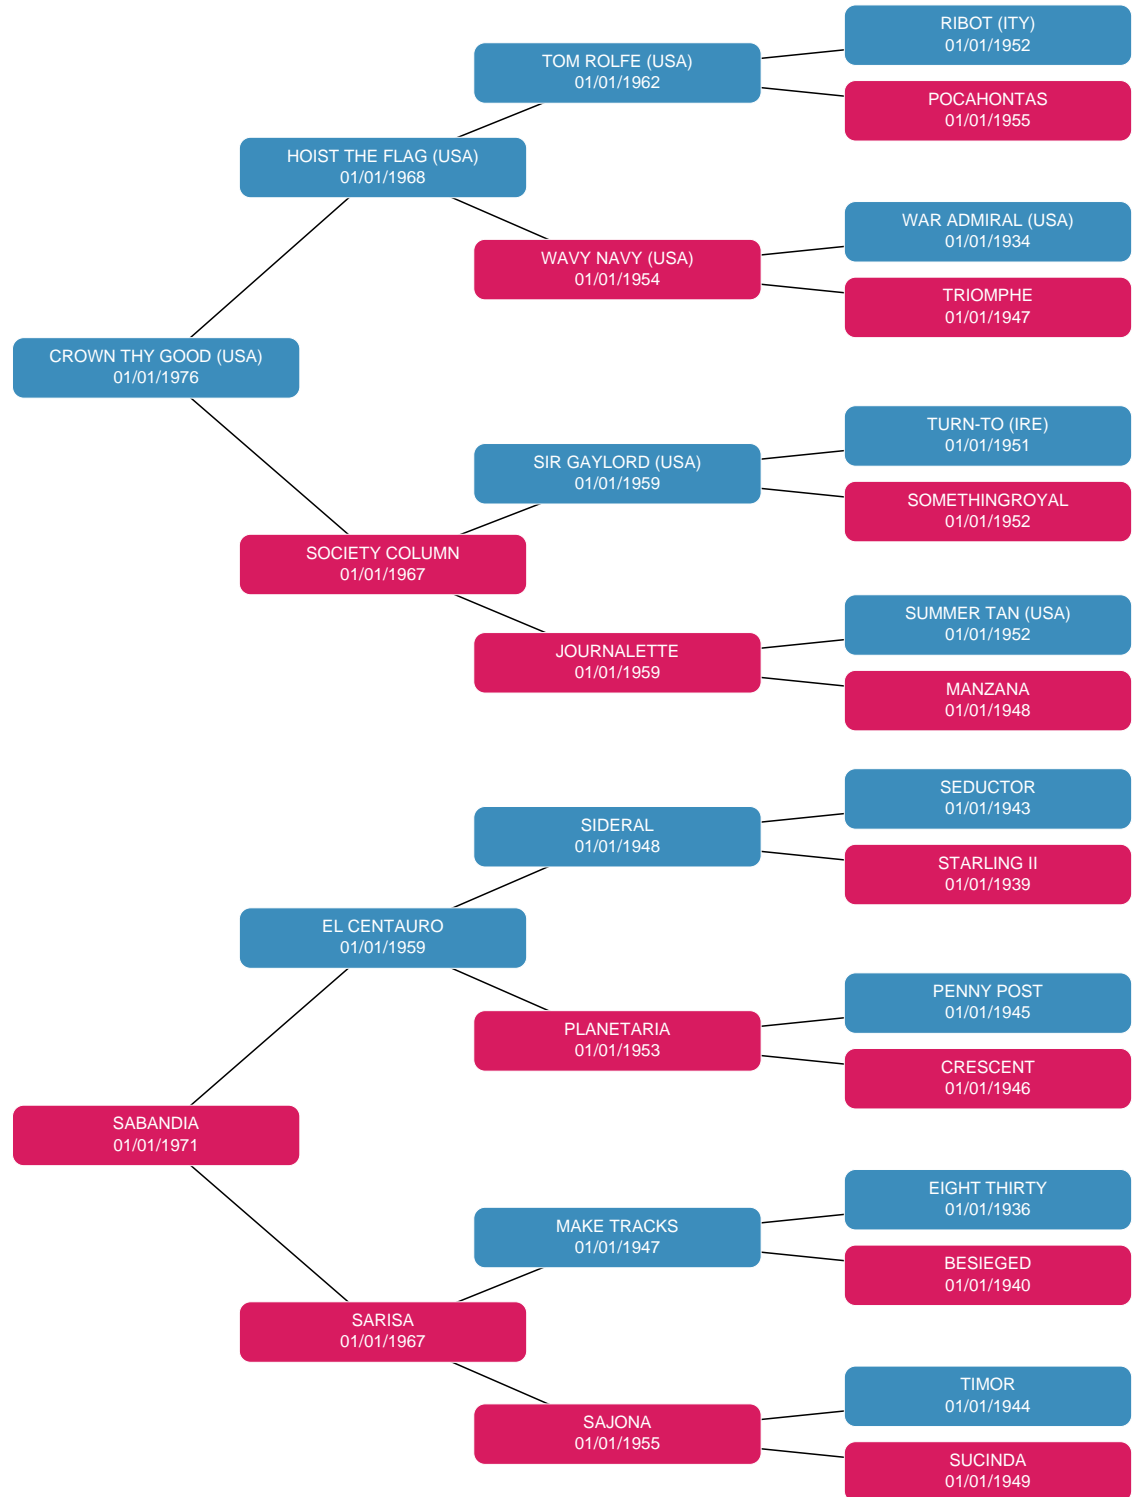 RIBOT (ITY)
01/01/1952
TOM ROLFE (USA)
01/01/1962
POCAHONTAS
01/01/1955
HOIST THE FLAG (USA)
01/01/1968
WAR ADMIRAL (USA)
01/01/1934
WAVY NAVY (USA)
01/01/1954
TRIOMPHE
01/01/1947
CROWN THY GOOD (USA)
01/01/1976
TURN-TO (IRE)
01/01/1951
SIR GAYLORD (USA)
01/01/1959
SOMETHINGROYAL
01/01/1952
SOCIETY COLUMN
01/01/1967
SUMMER TAN (USA)
01/01/1952
JOURNALETTE
01/01/1959
MANZANA
01/01/1948
SEDUCTOR
01/01/1943
SIDERAL
01/01/1948
STARLING II
01/01/1939
EL CENTAURO
01/01/1959
PENNY POST
01/01/1945
PLANETARIA
01/01/1953
CRESCENT
01/01/1946
SABANDIA
01/01/1971
EIGHT THIRTY
01/01/1936
MAKE TRACKS
01/01/1947
BESIEGED
01/01/1940
SARISA
01/01/1967
TIMOR
01/01/1944
SAJONA
01/01/1955
SUCINDA
01/01/1949